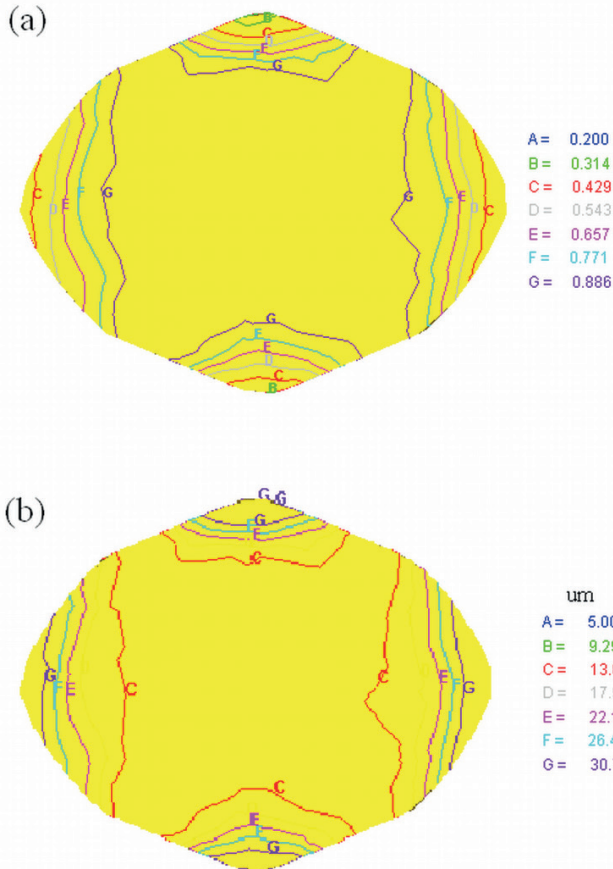 (a)
B
C
D
E
F
G
C
D
E
F
G
G
F
E
D
C
G
F
E
D
C
B
A = 0.200
B = 0.314
C = 0.429
D = 0.543
E = 0.657
F = 0.771
G = 0.886
(b)
G G
G
F
E
C
G
F
E
C
C
E
F
G
C
E
F
G
um
A = 5.00
B = 9.29
C = 13.
D = 17.
E = 22.
F = 26.4
G = 30.